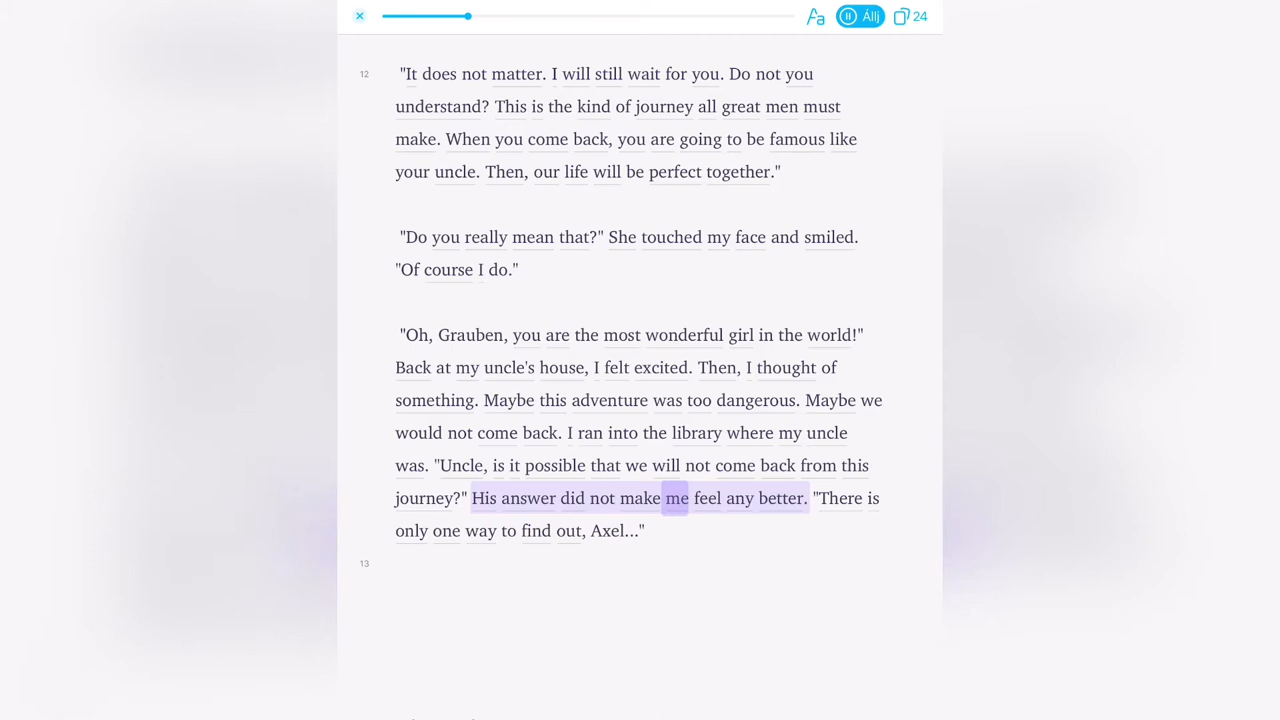 Aa Állj 24
12
"It does not matter. I will still wait for you. Do not you
understand? This is the kind of journey all great men must
make. When you come back, you are going to be famous like
your uncle. Then, our life will be perfect together."
"Do you really mean that?" She touched my face and smiled.
"Of course I do."
"Oh, Grauben, you are the most wonderful girl in the world!"
Back at my uncle's house, I felt excited. Then, I thought of
something. Maybe this adventure was too dangerous. Maybe we
would not come back. I ran into the library where my uncle
was. "Uncle, is it possible that we will not come back from this
journey?" His answer did not make me feel any better. "There is
only one way to find out, Axel..."
13